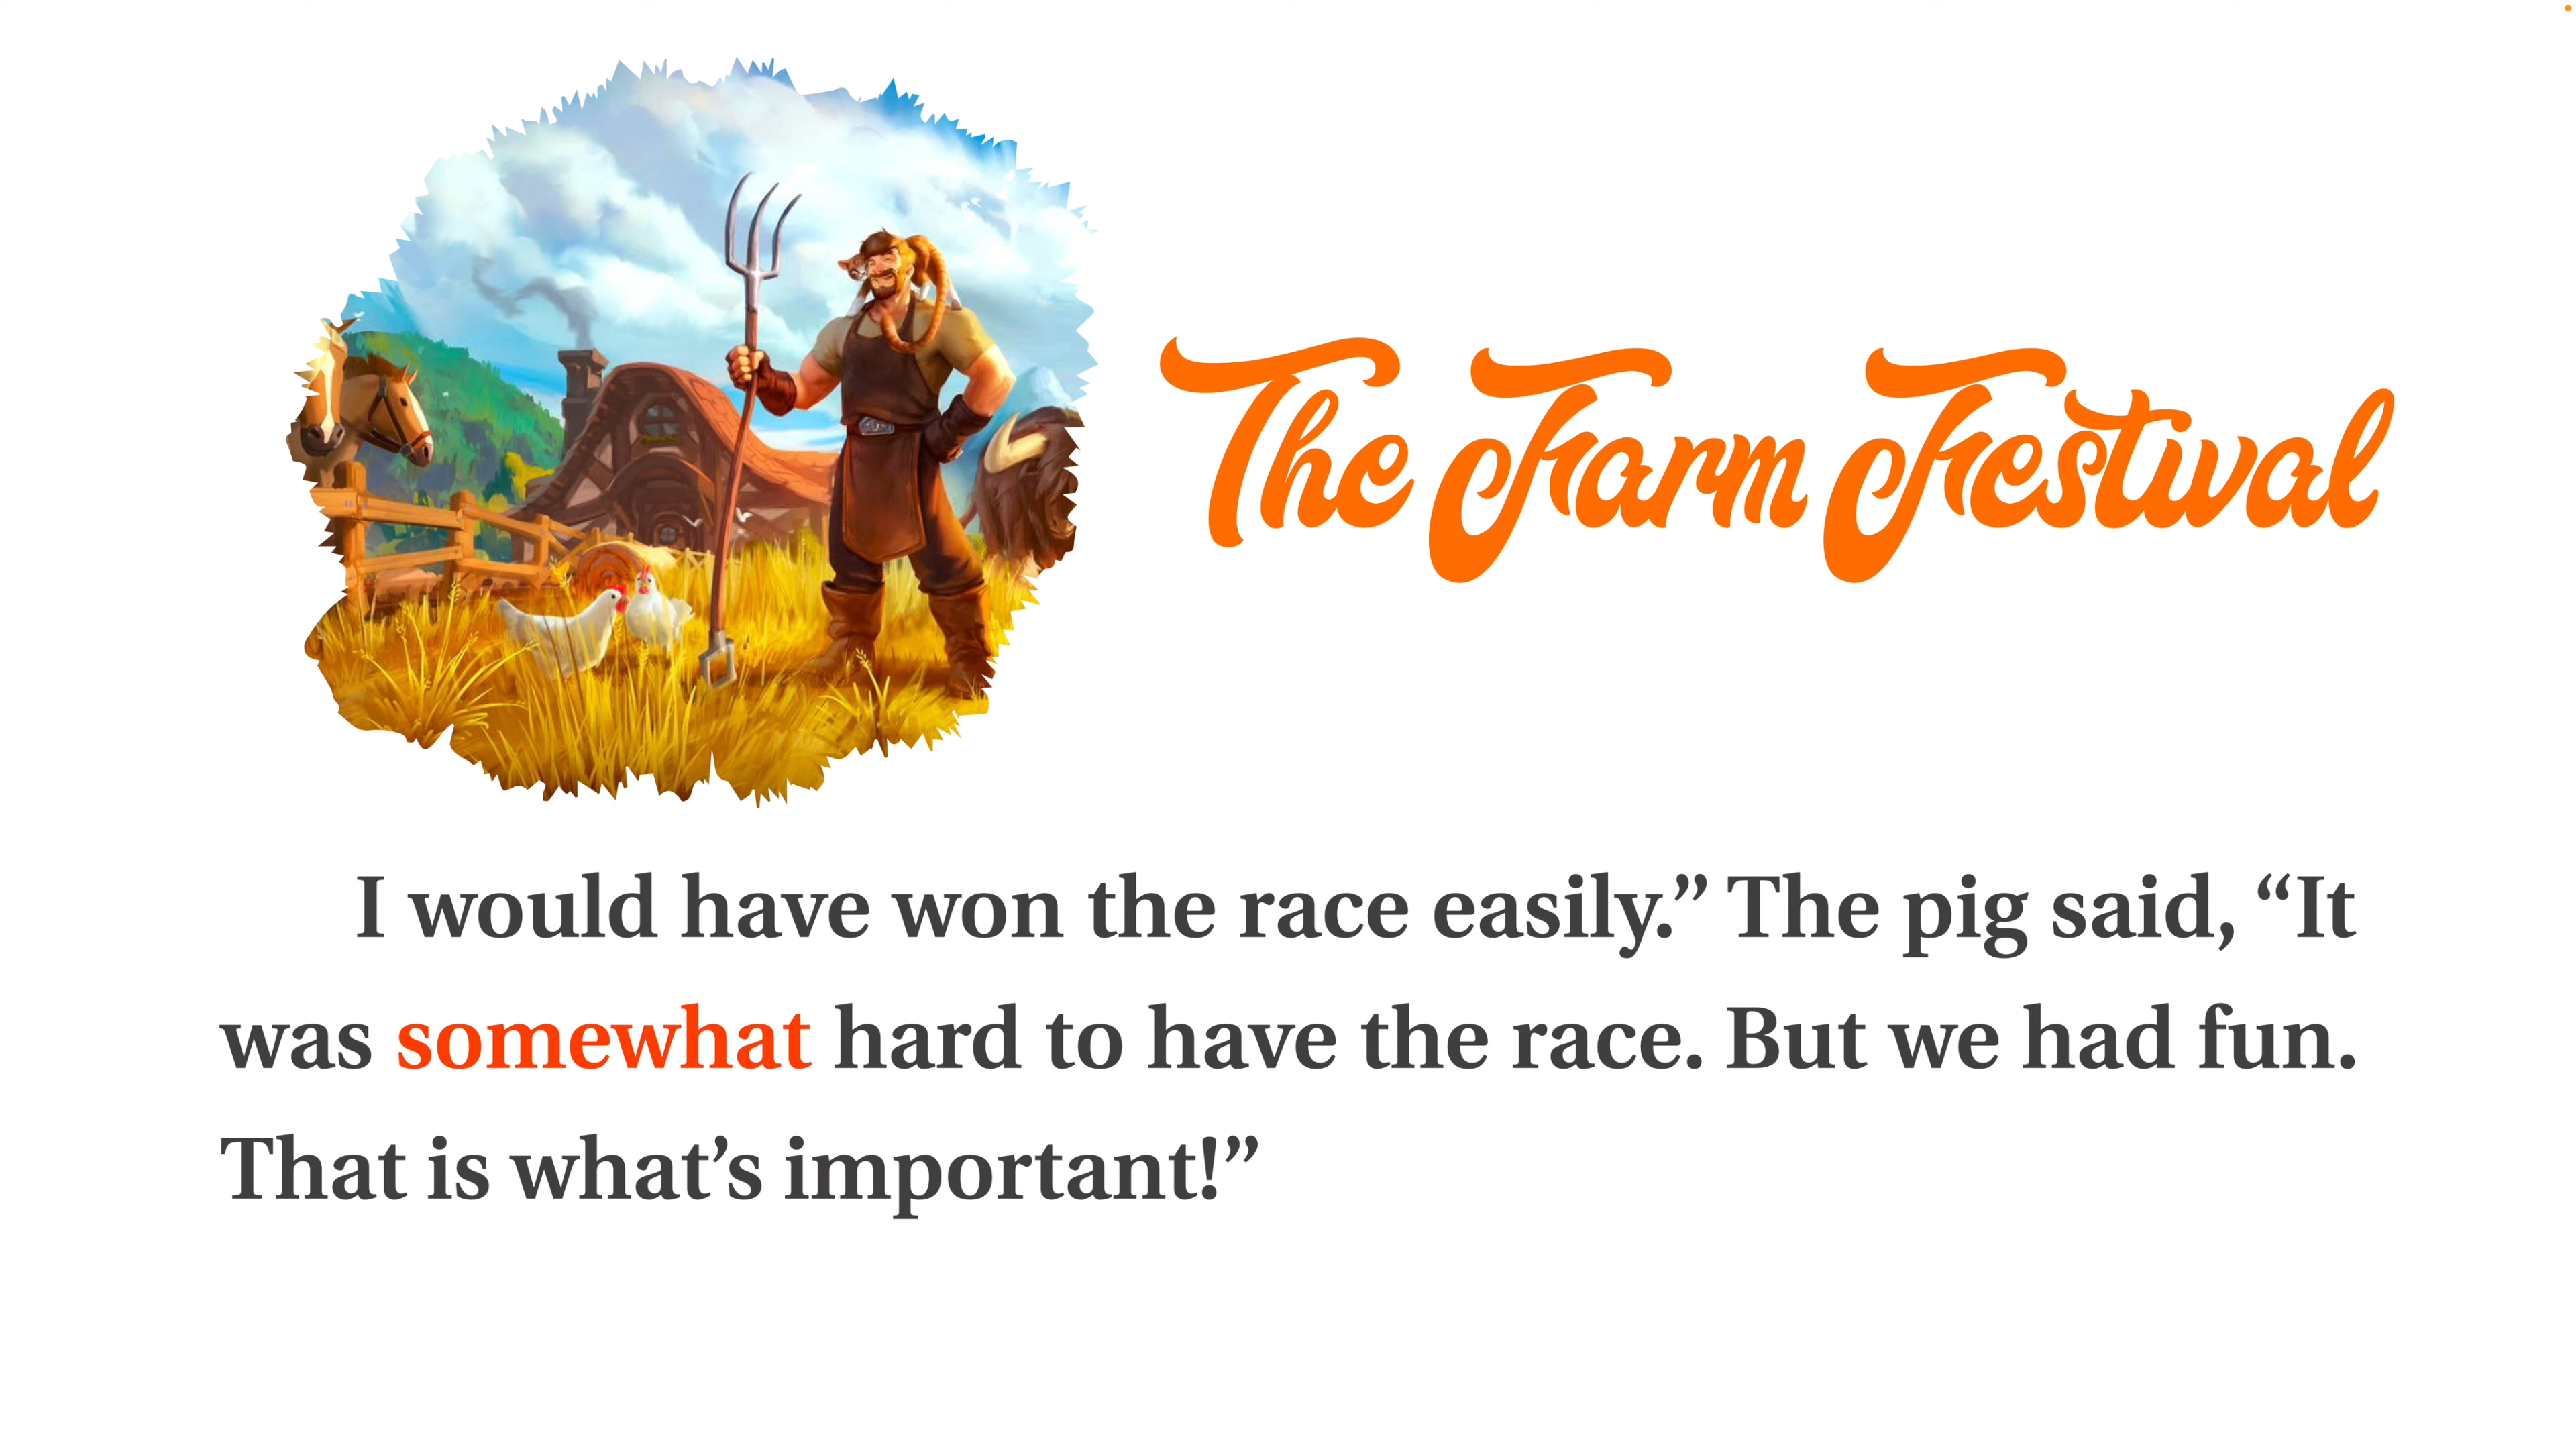 The Farm Festival
I would have won the race easily.” The pig said, “It
was somewhat hard to have the race. But we had fun.
That is what’s important!”